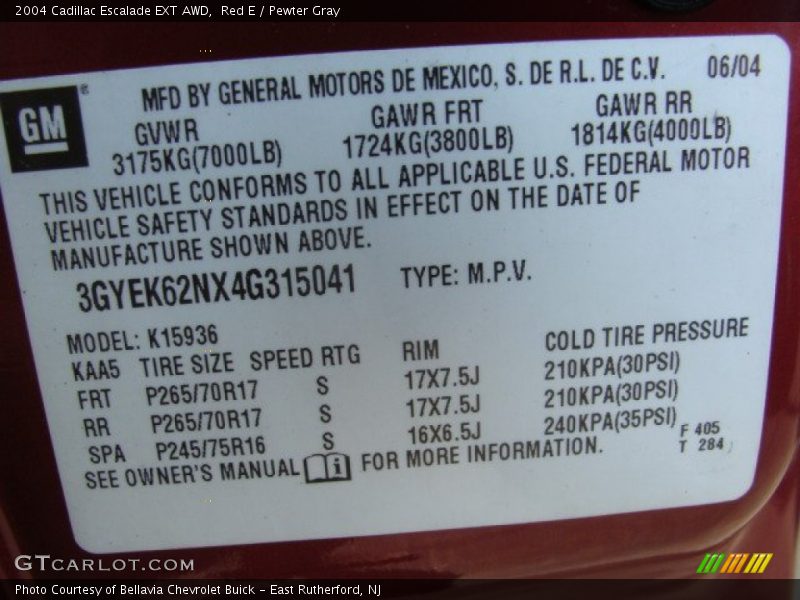 2004 Cadillac Escalade EXT AWD,  Red E / Pewter Gray
GM
®
MFD BY GENERAL MOTORS DE MEXICO, S. DE R.L. DE C.V. 06/04
GVWR GAWR FRT GAWR RR
3175KG(7000LB) 1724KG(3800LB) 1814KG(4000LB)
THIS VEHICLE CONFORMS TO ALL APPLICABLE U.S. FEDERAL MOTOR
VEHICLE SAFETY STANDARDS IN EFFECT ON THE DATE OF
MANUFACTURE SHOWN ABOVE.
3GYEK62NX4G315041 TYPE: M.P.V.
MODEL: K15936
KAA5 TIRE SIZE SPEED RTG RIM COLD TIRE PRESSURE
FRT P265/70R17 S 17X7.5J 210KPA(30PSI)
RR P265/70R17 S 17X7.5J 210KPA(30PSI)
SPA P245/75R16 S 16X6.5J 240KPA(35PSI)
SEE OWNER'S MANUAL FOR MORE INFORMATION.
F 405
T 284
GTCARLOT.COM
Photo Courtesy of Bellavia Chevrolet Buick – East Rutherford, NJ